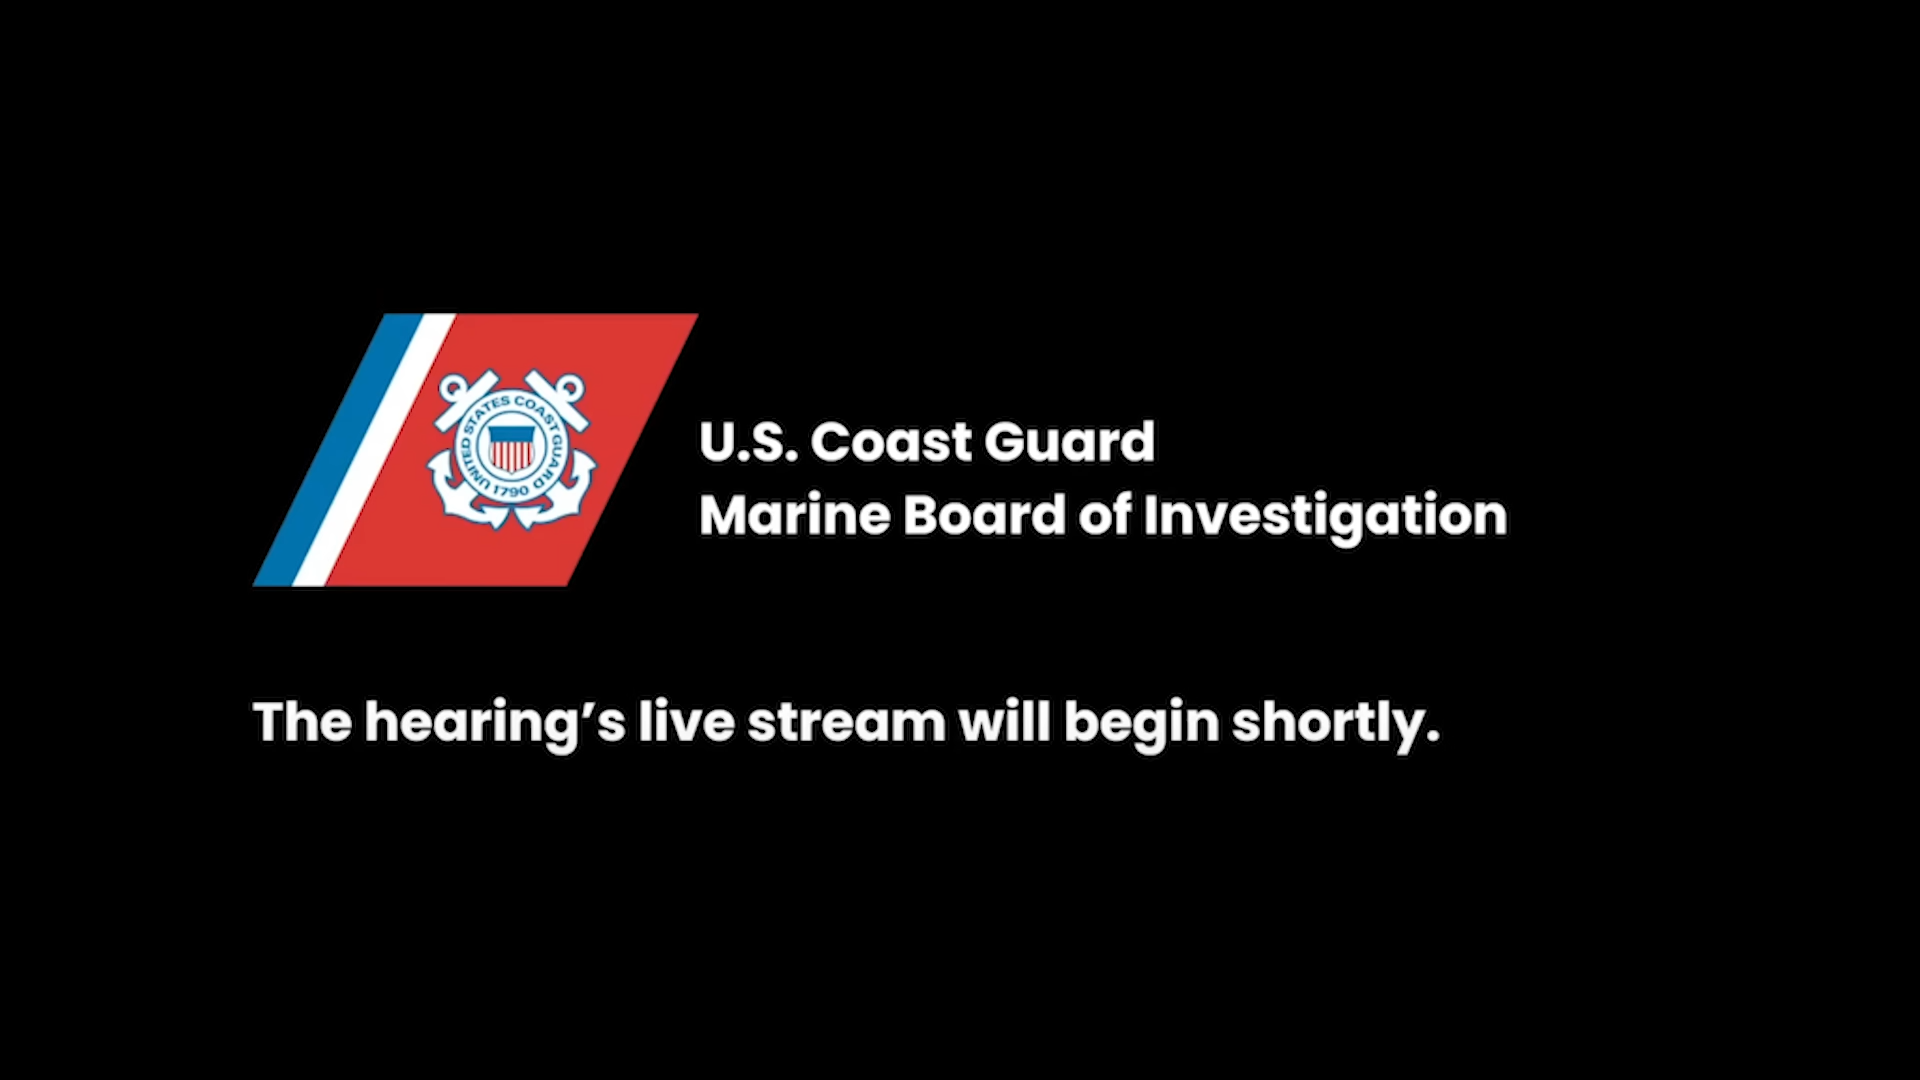 UNITED STATES COAST GUARD
1790
U.S. Coast Guard
Marine Board of Investigation
The hearing’s live stream will begin shortly.